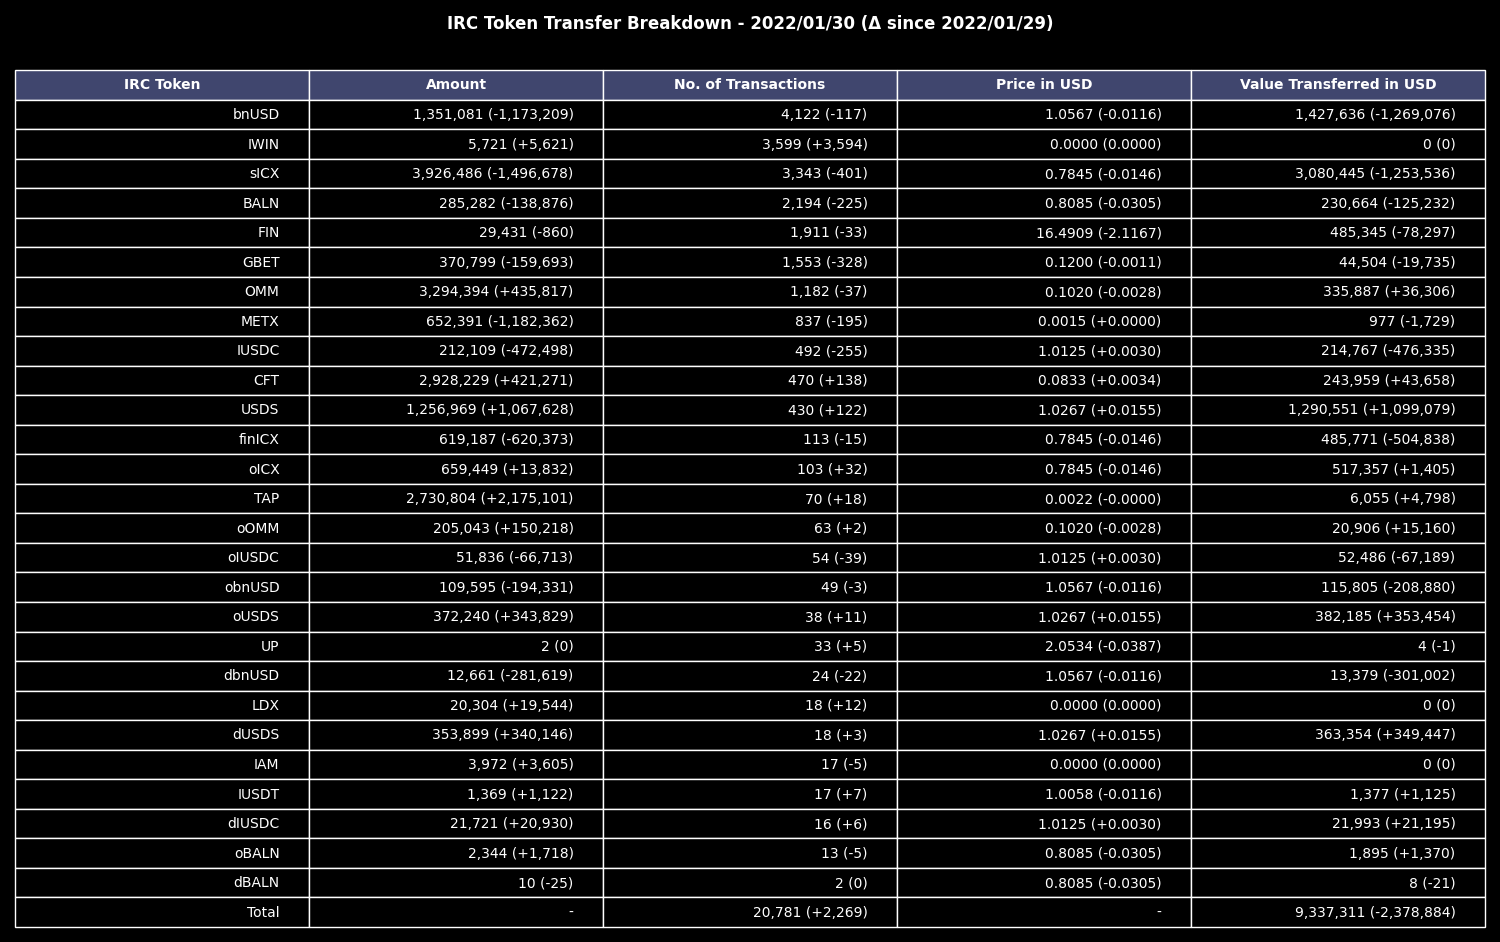 IRC Token Transfer Breakdown - 2022/01/30 (Δ since 2022/01/29)
IRC Token Amount No. of Transactions Price in USD Value Transferred in USD
bnUSD 1,351,081 (-1,173,209) 4,122 (-117) 1.0567 (-0.0116) 1,427,636 (-1,269,076)
IWIN 5,721 (+5,621) 3,599 (+3,594) 0.0000 (0.0000) 0 (0)
sICX 3,926,486 (-1,496,678) 3,343 (-401) 0.7845 (-0.0146) 3,080,445 (-1,253,536)
BALN 285,282 (-138,876) 2,194 (-225) 0.8085 (-0.0305) 230,664 (-125,232)
FIN 29,431 (-860) 1,911 (-33) 16.4909 (-2.1167) 485,345 (-78,297)
GBET 370,799 (-159,693) 1,553 (-328) 0.1200 (-0.0011) 44,504 (-19,735)
OMM 3,294,394 (+435,817) 1,182 (-37) 0.1020 (-0.0028) 335,887 (+36,306)
METX 652,391 (-1,182,362) 837 (-195) 0.0015 (+0.0000) 977 (-1,729)
IUSDC 212,109 (-472,498) 492 (-255) 1.0125 (+0.0030) 214,767 (-476,335)
CFT 2,928,229 (+421,271) 470 (+138) 0.0833 (+0.0034) 243,959 (+43,658)
USDS 1,256,969 (+1,067,628) 430 (+122) 1.0267 (+0.0155) 1,290,551 (+1,099,079)
finICX 619,187 (-620,373) 113 (-15) 0.7845 (-0.0146) 485,771 (-504,838)
oICX 659,449 (+13,832) 103 (+32) 0.7845 (-0.0146) 517,357 (+1,405)
TAP 2,730,804 (+2,175,101) 70 (+18) 0.0022 (-0.0000) 6,055 (+4,798)
oOMM 205,043 (+150,218) 63 (+2) 0.1020 (-0.0028) 20,906 (+15,160)
oIUSDC 51,836 (-66,713) 54 (-39) 1.0125 (+0.0030) 52,486 (-67,189)
obnUSD 109,595 (-194,331) 49 (-3) 1.0567 (-0.0116) 115,805 (-208,880)
oUSDS 372,240 (+343,829) 38 (+11) 1.0267 (+0.0155) 382,185 (+353,454)
UP 2 (0) 33 (+5) 2.0534 (-0.0387) 4 (-1)
dbnUSD 12,661 (-281,619) 24 (-22) 1.0567 (-0.0116) 13,379 (-301,002)
LDX 20,304 (+19,544) 18 (+12) 0.0000 (0.0000) 0 (0)
dUSDS 353,899 (+340,146) 18 (+3) 1.0267 (+0.0155) 363,354 (+349,447)
IAM 3,972 (+3,605) 17 (-5) 0.0000 (0.0000) 0 (0)
IUSDT 1,369 (+1,122) 17 (+7) 1.0058 (-0.0116) 1,377 (+1,125)
dIUSDC 21,721 (+20,930) 16 (+6) 1.0125 (+0.0030) 21,993 (+21,195)
oBALN 2,344 (+1,718) 13 (-5) 0.8085 (-0.0305) 1,895 (+1,370)
dBALN 10 (-25) 2 (0) 0.8085 (-0.0305) 8 (-21)
Total - 20,781 (+2,269) - 9,337,311 (-2,378,884)